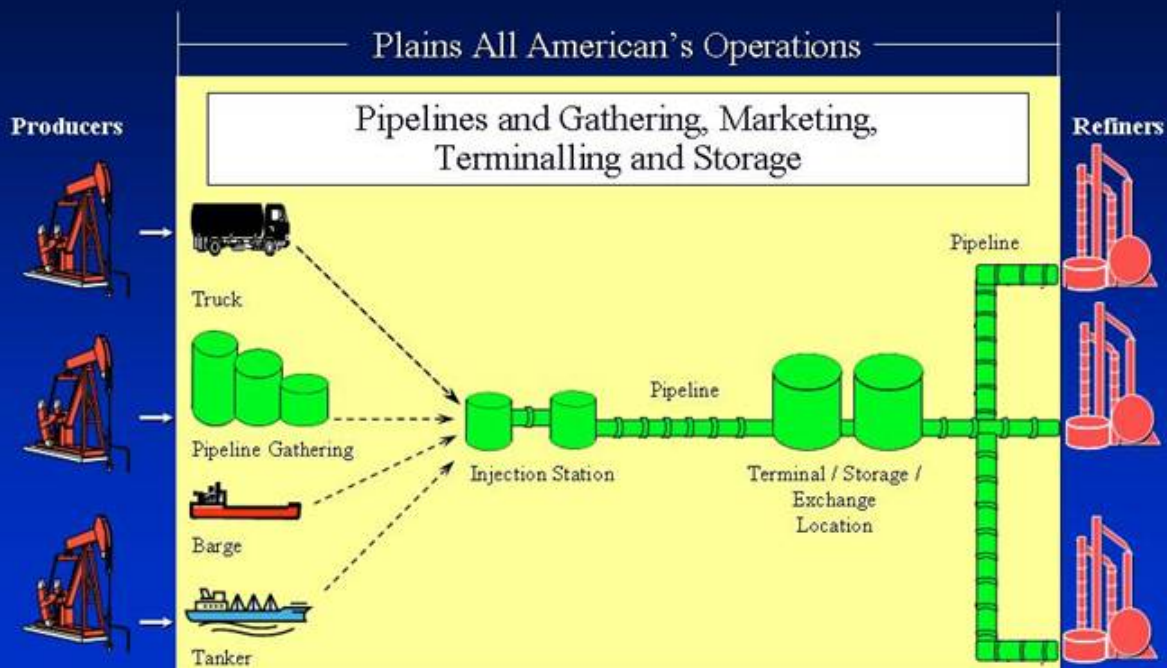 Plains All American's Operations
Pipelines and Gathering, Marketing,
Terminalling and Storage
Producers
Refiners
Truck
Pipeline
Pipeline Gathering
Pipeline
Injection Station
Terminal / Storage /
Exchange
Location
Barge
Tanker